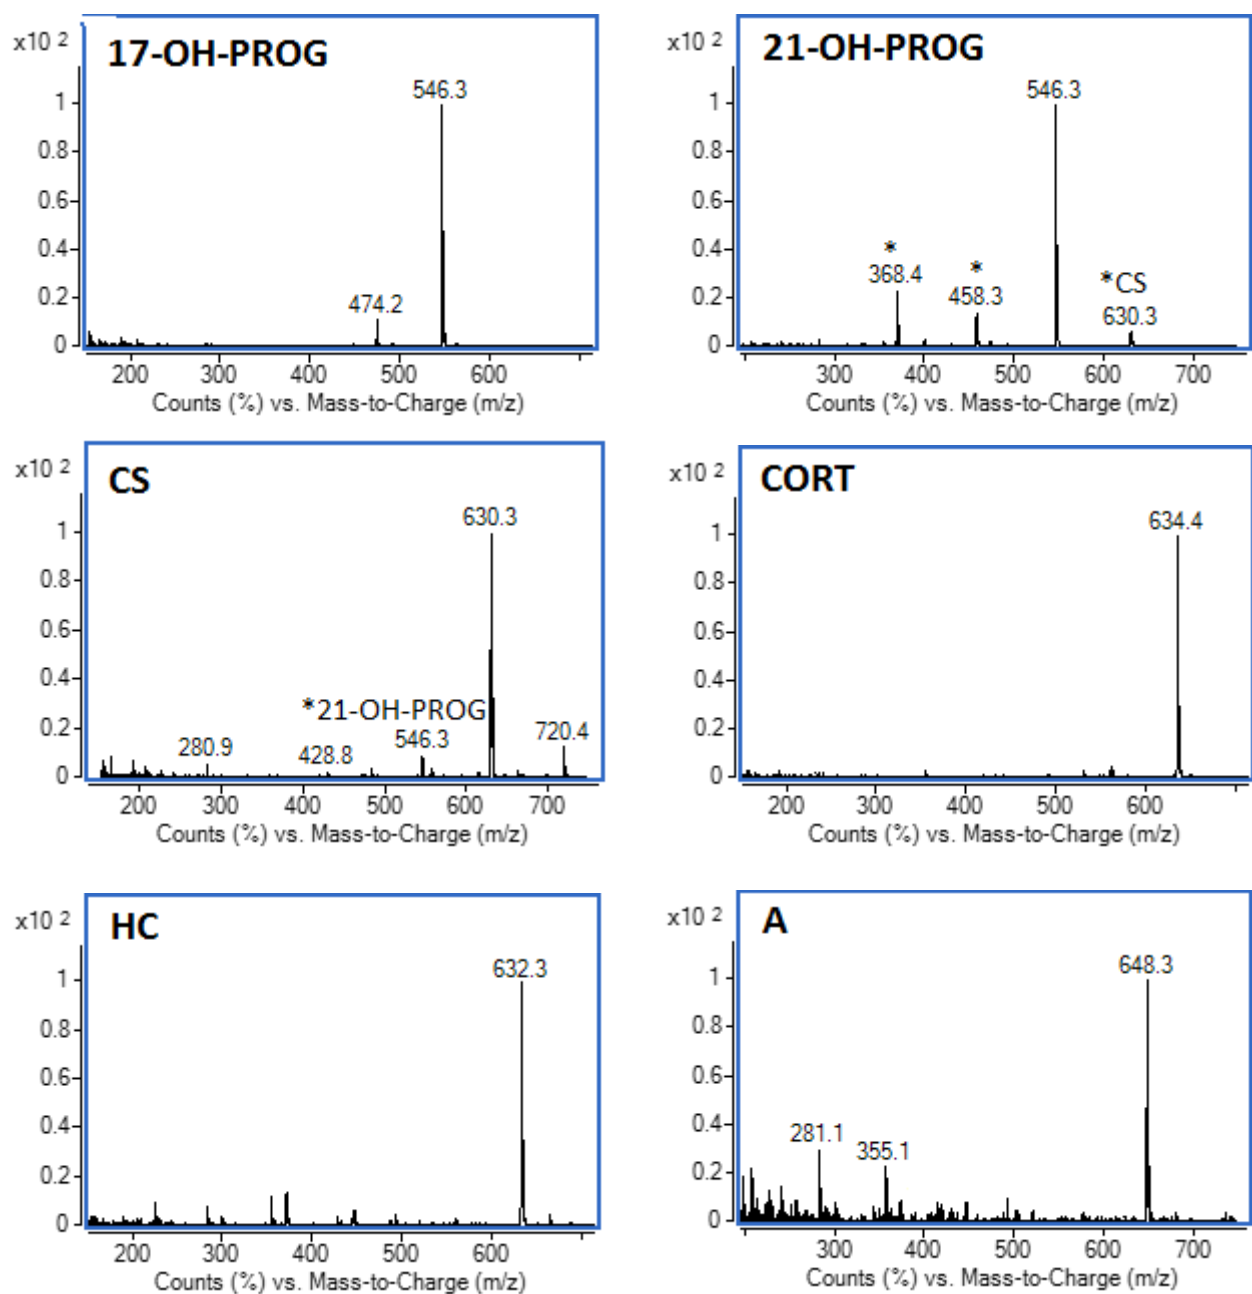 x10 2
17-OH-PROG
546.3
1
0.8
0.6
0.4
474.2
0.2
0
200 300 400 500 600
Counts (%) vs. Mass-to-Charge (m/z)
x10 2
21-OH-PROG
546.3
1
0.8
0.6
0.4
*
368.4
*
458.3
*CS
630.3
0.2
0
300 400 500 600 700
Counts (%) vs. Mass-to-Charge (m/z)
x10 2
CS
630.3
1
0.8
0.6
0.4
*21-OH-PROG
0.2
280.9
428.8
546.3
720.4
0
200 300 400 500 600 700
Counts (%) vs. Mass-to-Charge (m/z)
x10 2
CORT
634.4
1
0.8
0.6
0.4
0.2
0
200 300 400 500 600
Counts (%) vs. Mass-to-Charge (m/z)
x10 2
HC
632.3
1
0.8
0.6
0.4
0.2
0
200 300 400 500 600
Counts (%) vs. Mass-to-Charge (m/z)
x10 2
A
648.3
1
0.8
0.6
0.4
281.1
355.1
0.2
0
300 400 500 600 700
Counts (%) vs. Mass-to-Charge (m/z)